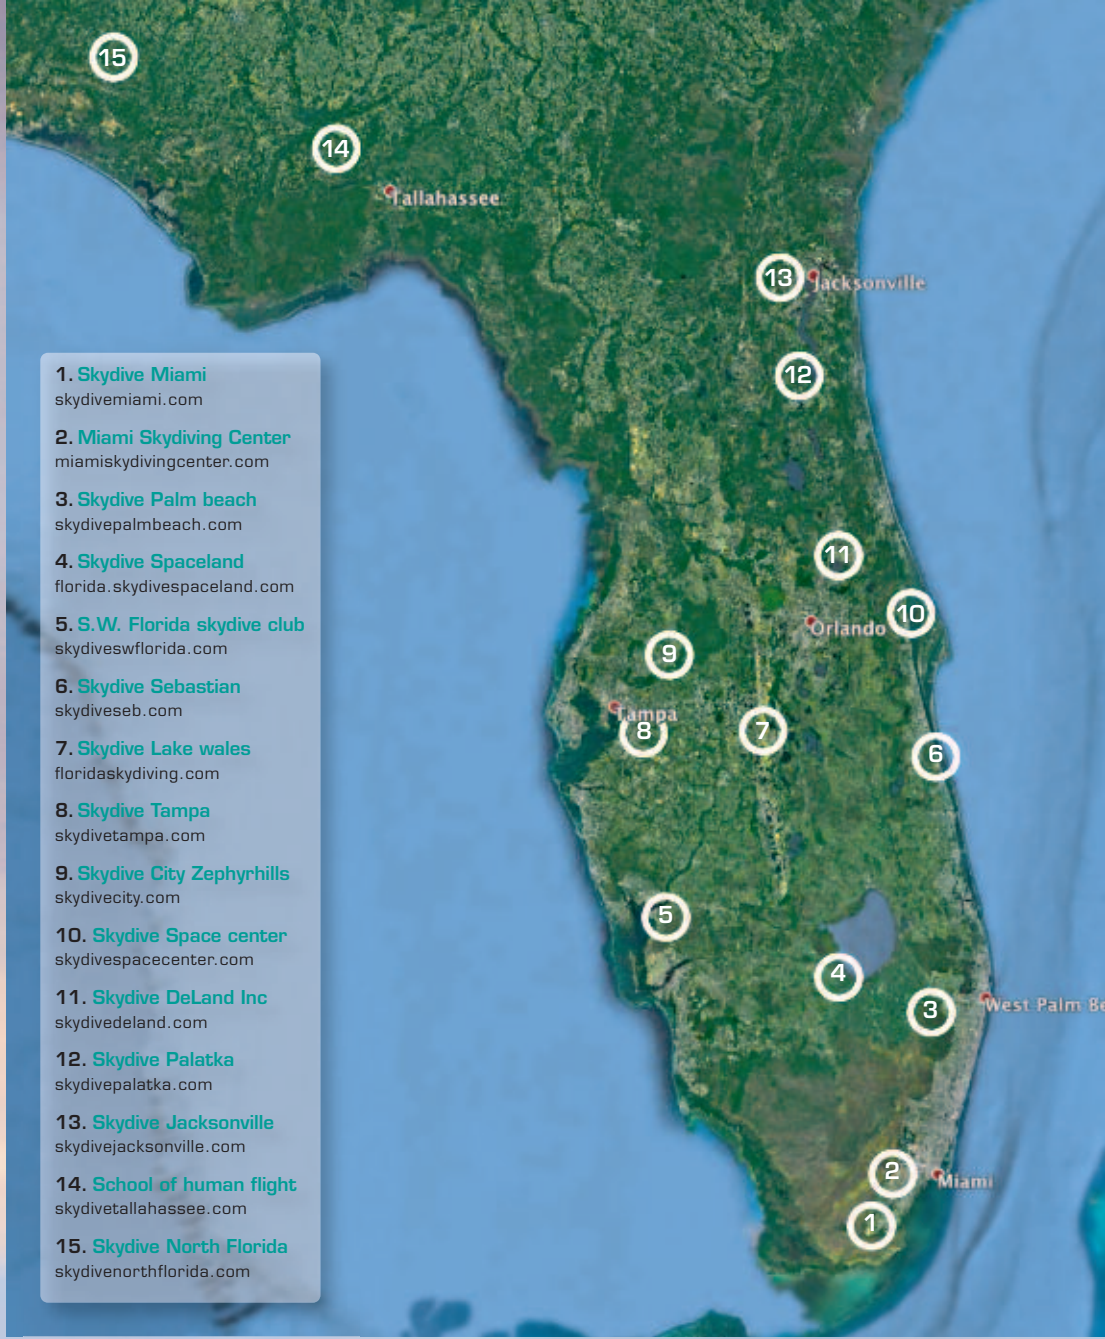 15
14
Tallahassee
13
Jacksonville
12
11
10
Orlando
9
Tampa
8
7
6
5
4
3
West Palm Be
2
Miami
1
1. Skydive Miami
skydivemiami.com
2. Miami Skydiving Center
miamiskydivingcenter.com
3. Skydive Palm beach
skydivepalmbeach.com
4. Skydive Spaceland
florida.skydivespaceland.com
5. S.W. Florida skydive club
skydiveswflorida.com
6. Skydive Sebastian
skydiveseb.com
7. Skydive Lake wales
floridaskydiving.com
8. Skydive Tampa
skydivetampa.com
9. Skydive City Zephyrhills
skydivecity.com
10. Skydive Space center
skydivespacecenter.com
11. Skydive DeLand Inc
skydivedeland.com
12. Skydive Palatka
skydivepalatka.com
13. Skydive Jacksonville
skydivejacksonville.com
14. School of human flight
skydivetallahassee.com
15. Skydive North Florida
skydivenorthflorida.com